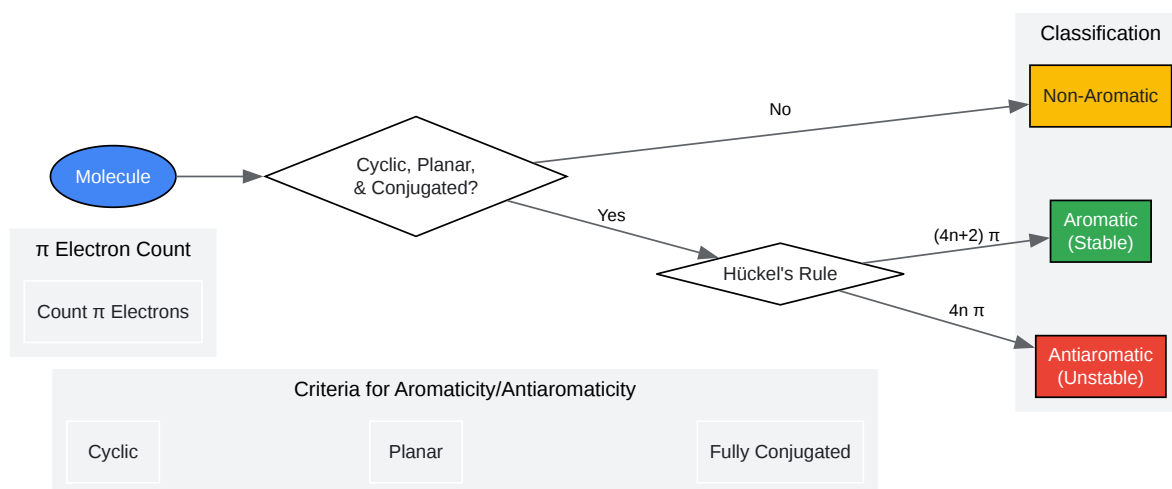 Classification
Non-Aromatic
No
Cyclic, Planar,
& Conjugated?
Molecule
Yes
Aromatic
(Stable)
(4n+2) π
π Electron Count
Hückel's Rule
Count π Electrons
4n π
Antiaromatic
(Unstable)
Criteria for Aromaticity/Antiaromaticity
Cyclic
Planar
Fully Conjugated